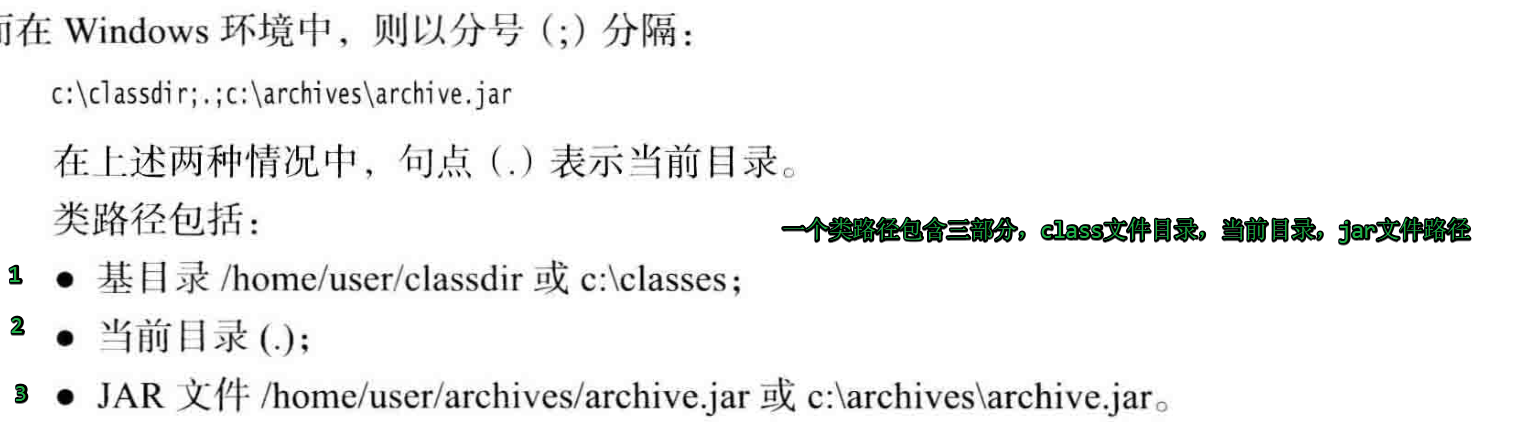 而在 Windows 环境中，则以分号（;）分隔：
c:\classdir;.;c:\archives\archive.jar
在上述两种情况中，句点（.）表示当前目录。
类路径包括：
一个类路径包含三部分，class文件目录，当前目录，jar文件路径
1 ● 基目录 /home/user/classdir 或 c:\classes；
2 ● 当前目录 (.)；
3 ● JAR 文件 /home/user/archives/archive.jar 或 c:\archives\archive.jar。